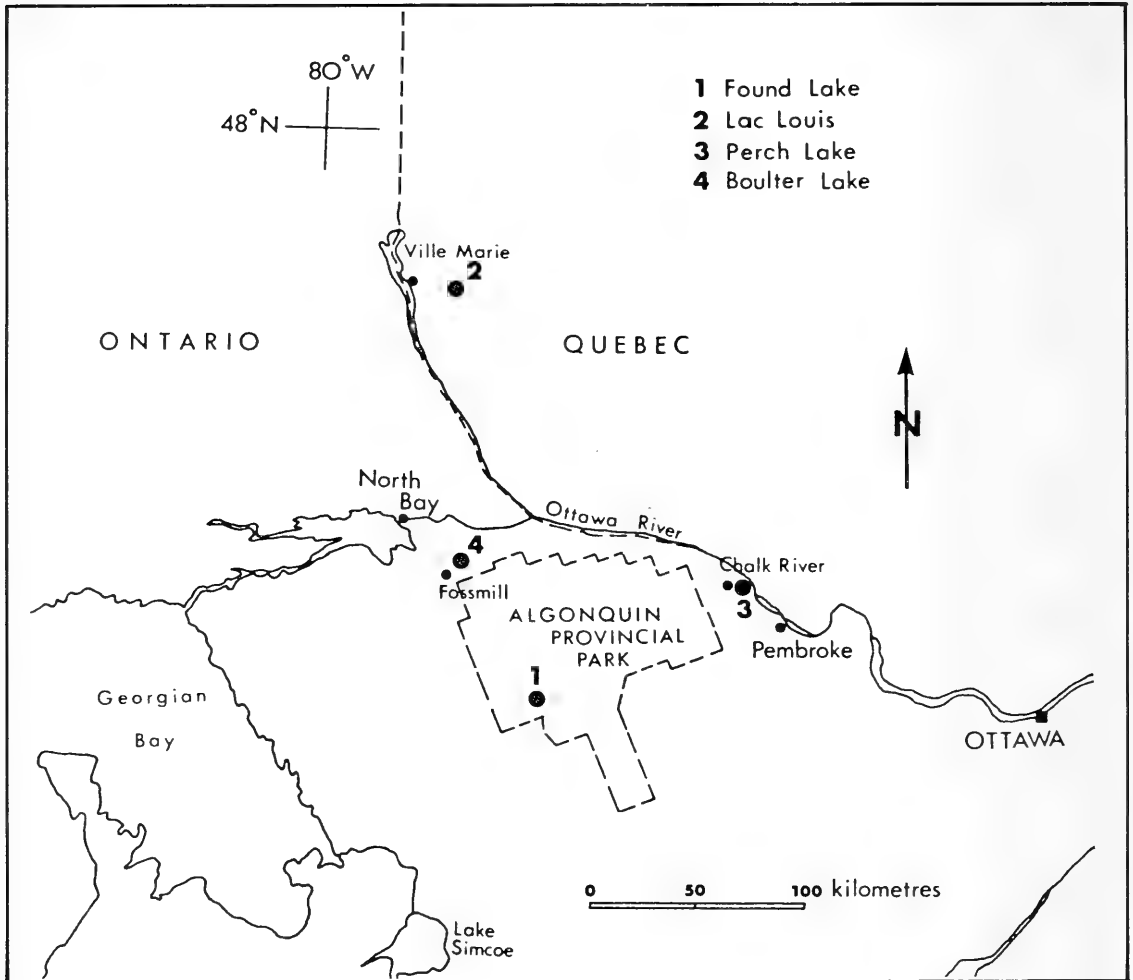 80°W
48°N
1 Found Lake
2 Lac Louis
3 Perch Lake
4 Boulter Lake
Ville Marie
2
ONTARIO
QUEBEC
N
North
Bay
Ottawa River
4
Fossmill
Chalk River
3
ALGONQUIN
PROVINCIAL
PARK
Pembroke
1
Georgian
Bay
OTTAWA
0 50 100 kilometres
Lake
Simcoe